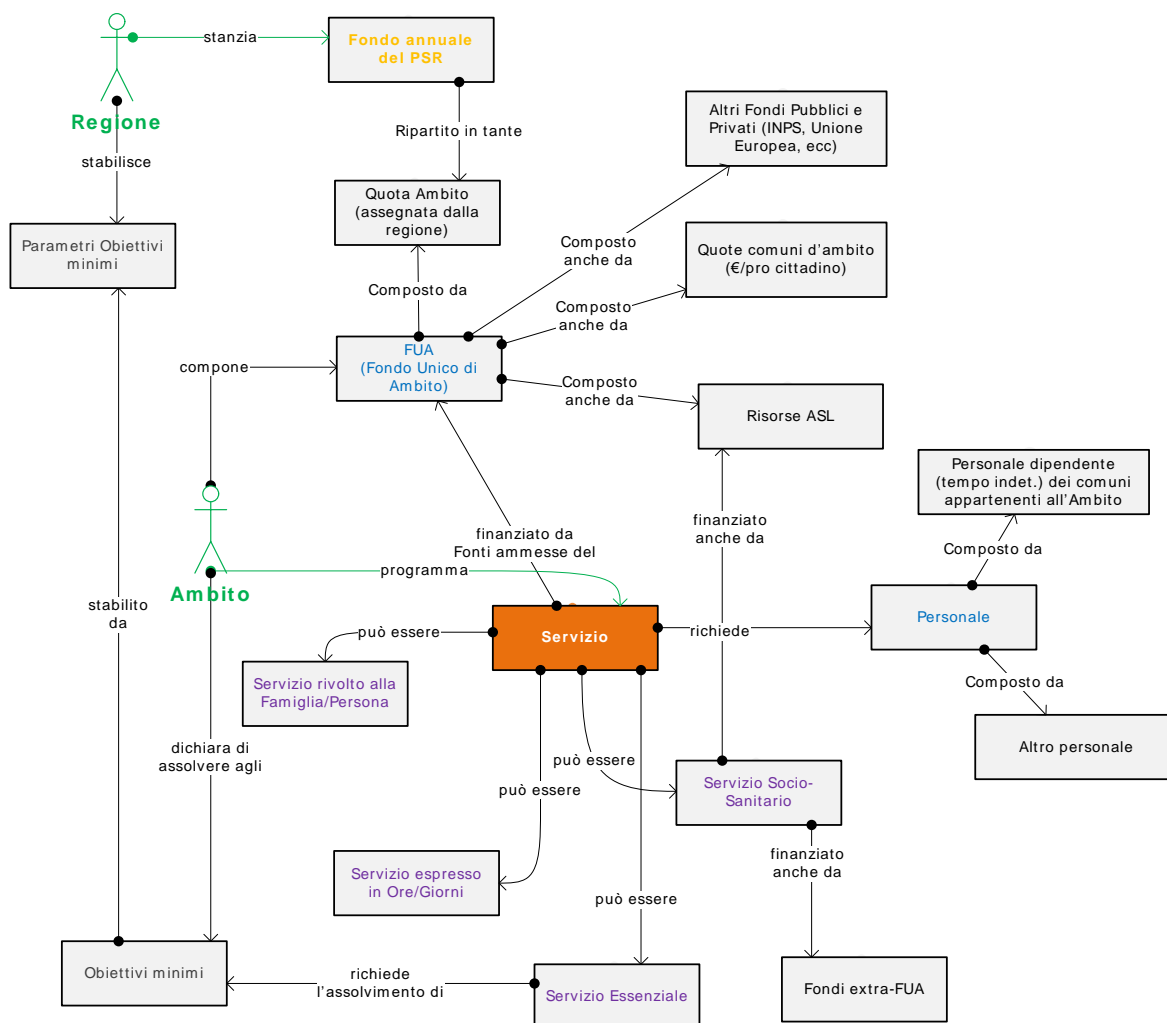 stanzia
Fondo annuale
del PSR
Regione
Altri Fondi Pubblici e
Privati (INPS, Unione
Europea, ecc)
Ripartito in tante
stabilisce
Quota Ambito
(assegnata dalla
regione)
Parametri Obiettivi
minimi
Composto
anche da
Quote comuni d’ambito
(€/pro cittadino)
Composto da
Composto
anche da
FUA
(Fondo Unico di
Ambito)
compone
Composto
anche da
Risorse ASL
Personale dipendente
(tempo indet.) dei comuni
appartenenti all’Ambito
finanziato da
Fonti ammesse del
finanziato
anche da
Composto da
programma
Ambito
stabilito
da
Servizio
richiede
Personale
può essere
Servizio rivolto alla
Famiglia/Persona
Composto da
Altro personale
dichiara di
assolvere agli
può essere
Servizio Socio-
Sanitario
può essere
finanziato
anche da
Servizio espresso
in Ore/Giorni
può essere
Obiettivi minimi
richiede
l’assolvimento di
Servizio Essenziale
Fondi extra-FUA